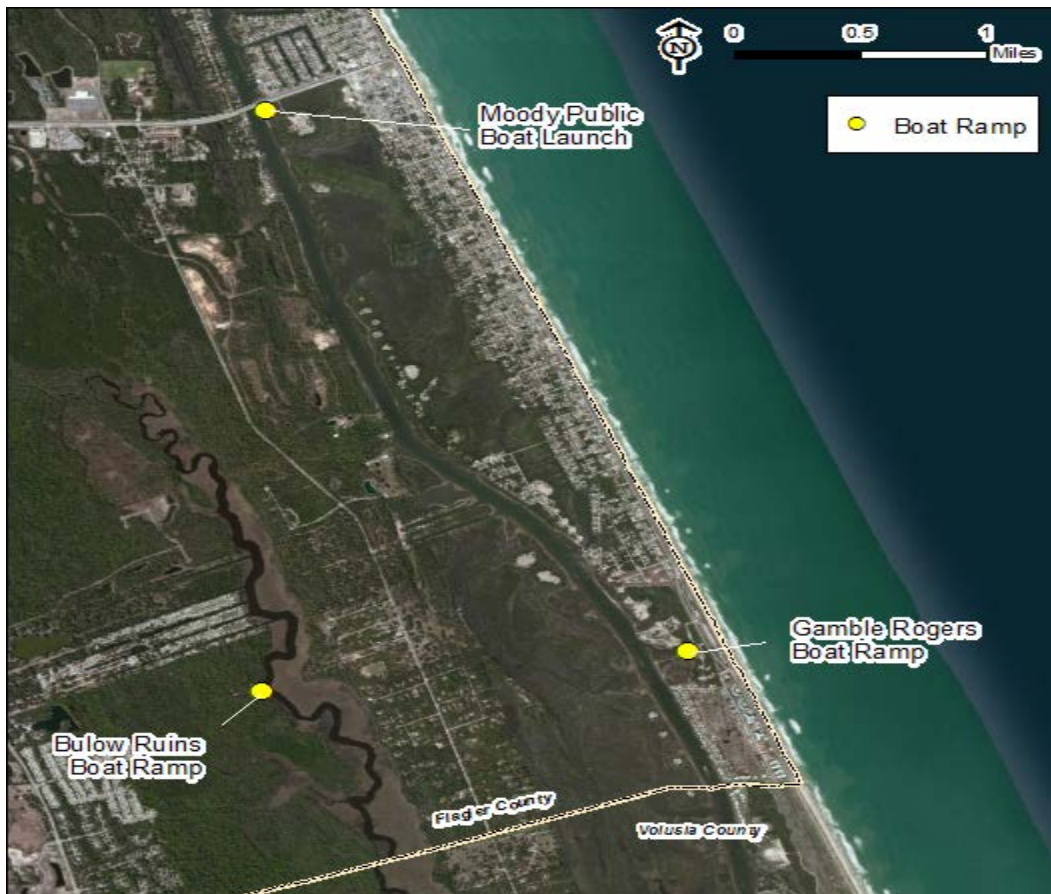 N
0 0.5 1
Miles
Boat Ramp
Moody Public
Boat Launch
Gamble Rogers
Boat Ramp
Bulow Ruins
Boat Ramp
Flagler County
Volusia County